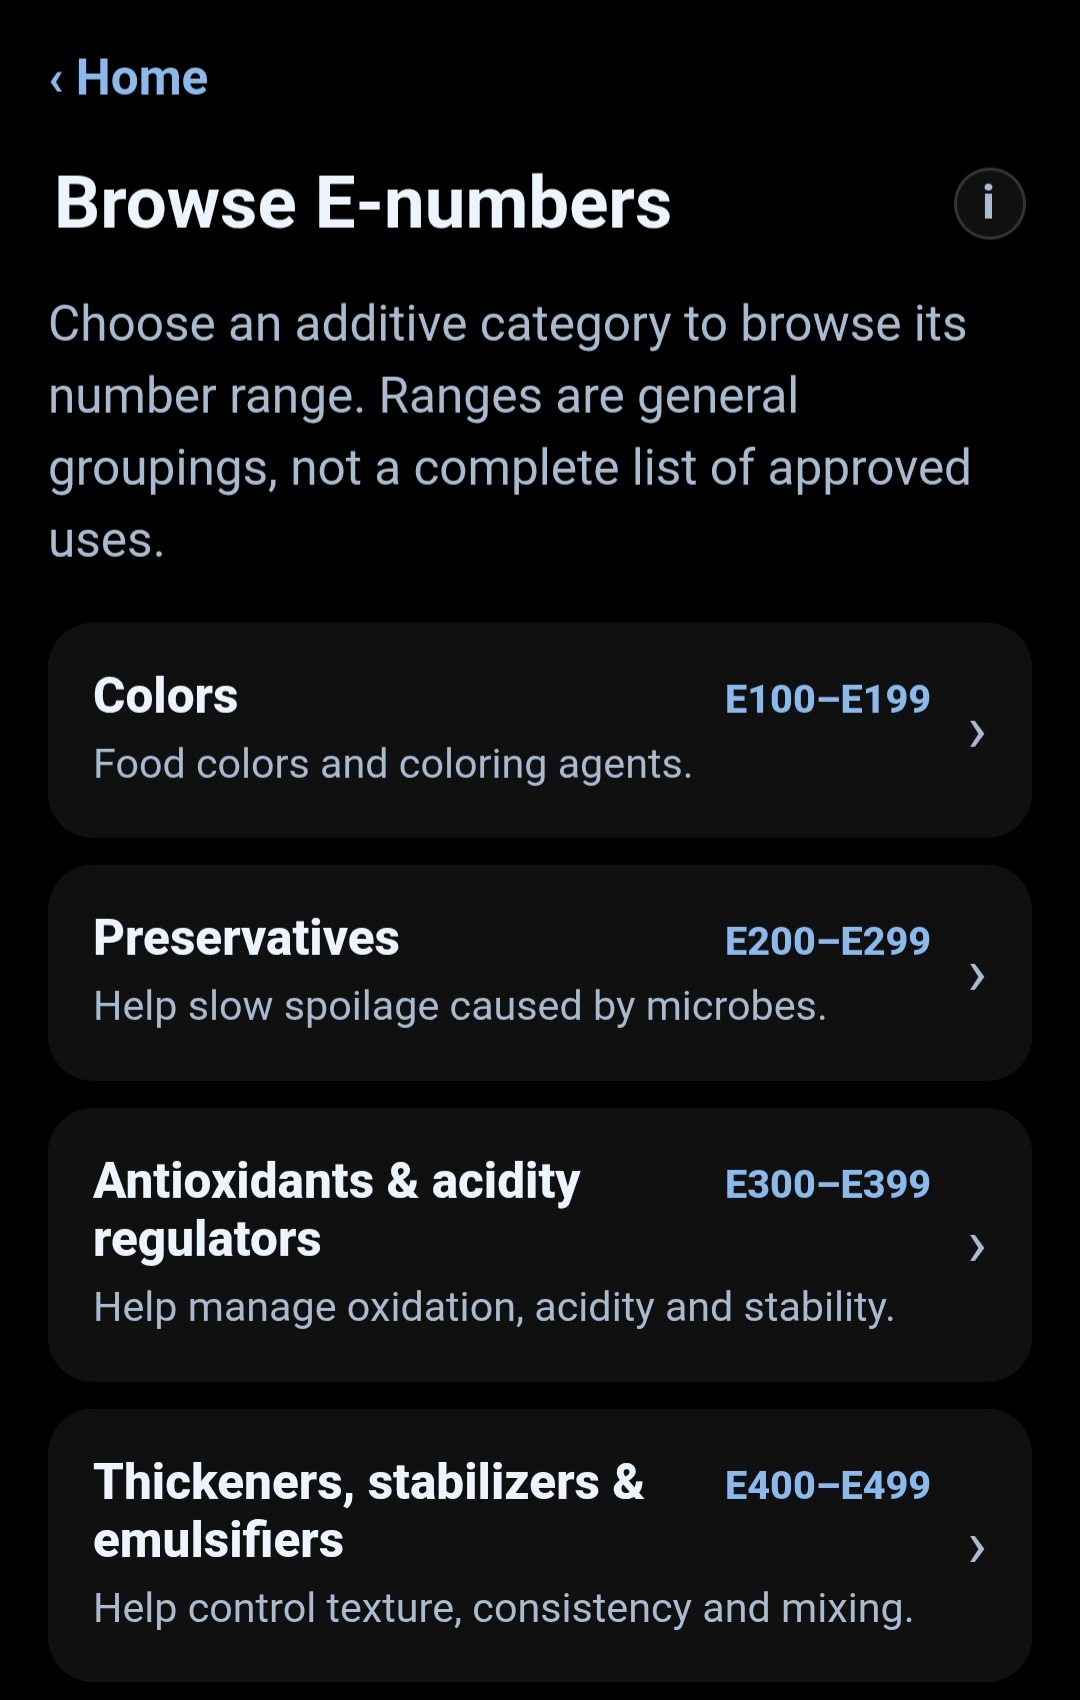 ‹ Home
Browse E-numbers
i
Choose an additive category to browse its
number range. Ranges are general
groupings, not a complete list of approved
uses.
Colors
E100–E199
›
Food colors and coloring agents.
Preservatives
E200–E299
›
Help slow spoilage caused by microbes.
Antioxidants & acidity
regulators
E300–E399
›
Help manage oxidation, acidity and stability.
Thickeners, stabilizers &
emulsifiers
E400–E499
›
Help control texture, consistency and mixing.